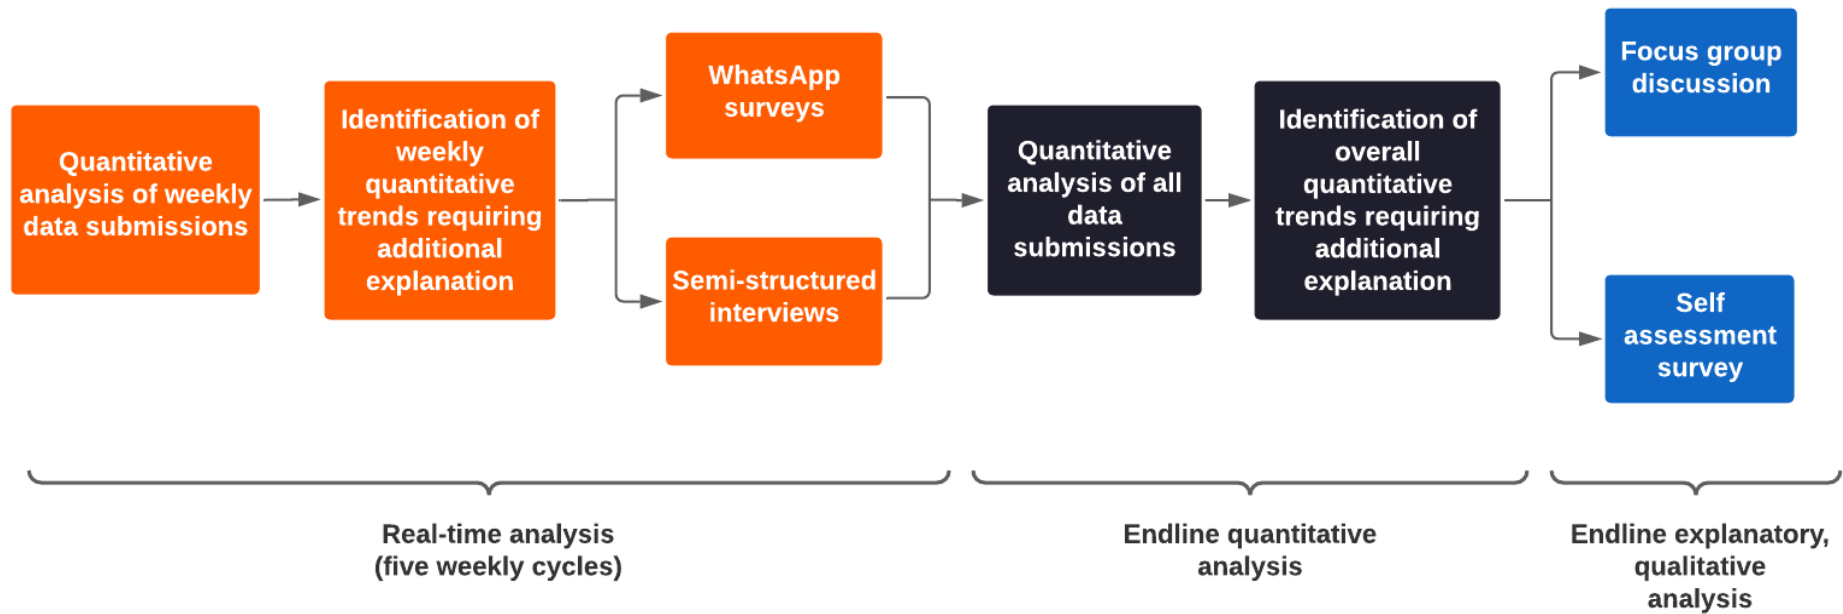 Quantitative
analysis of weekly
data submissions
Identification of
weekly
quantitative
trends requiring
additional
explanation
WhatsApp
surveys
Semi-structured
interviews
Quantitative
analysis of all
data
submissions
Identification of
overall
quantitative
trends requiring
additional
explanation
Focus group
discussion
Self
assessment
survey
Real-time analysis
(five weekly cycles)
Endline quantitative
analysis
Endline explanatory,
qualitative
analysis